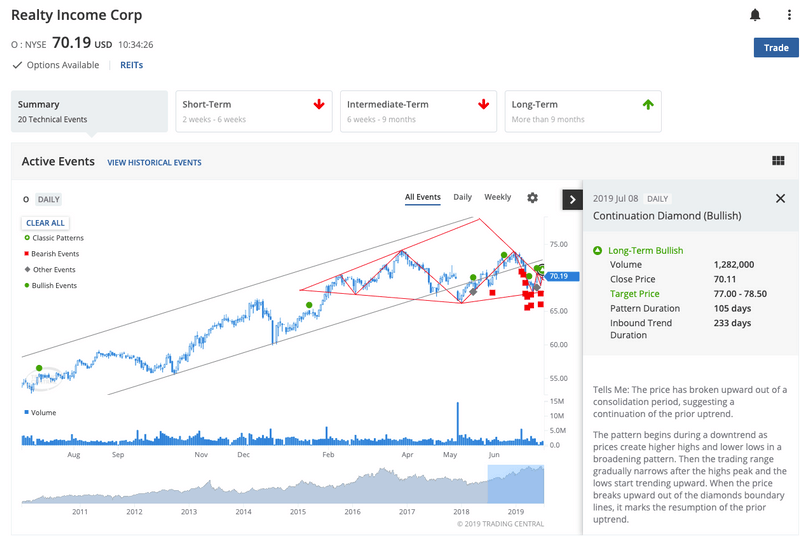 Realty Income Corp
O : NYSE 70.19 USD 10:34:26
Trade
Options Available REITs
Summary
20 Technical Events
Short-Term
2 weeks - 6 weeks
Intermediate-Term
6 weeks - 9 months
Long-Term
More than 9 months
Active Events VIEW HISTORICAL EVENTS
O DAILY
All Events Daily Weekly
CLEAR ALL
Classic Patterns
Bearish Events
Other Events
Bullish Events
75.00
70.19
65.00
60.00
55.00
Volume
15M
10M
5.0M
0.0
Aug Sep Nov Dec Feb Apr May Jun
2011 2012 2013 2014 2015 2016 2017 2018 2019
© 2019 TRADING CENTRAL
2019 Jul 08 DAILY
Continuation Diamond (Bullish)
Long-Term Bullish
Volume 1,282,000
Close Price 70.11
Target Price 77.00 - 78.50
Pattern Duration 105 days
Inbound Trend 233 days
Duration
Tells Me: The price has broken upward out of a
consolidation period, suggesting a
continuation of the prior uptrend.
The pattern begins during a downtrend as
prices create higher highs and lower lows in a
broadening pattern. Then the trading range
gradually narrows after the highs peak and the
lows start trending upward. When the price
breaks upward out of the diamonds boundary
lines, it marks the resumption of the prior
uptrend.